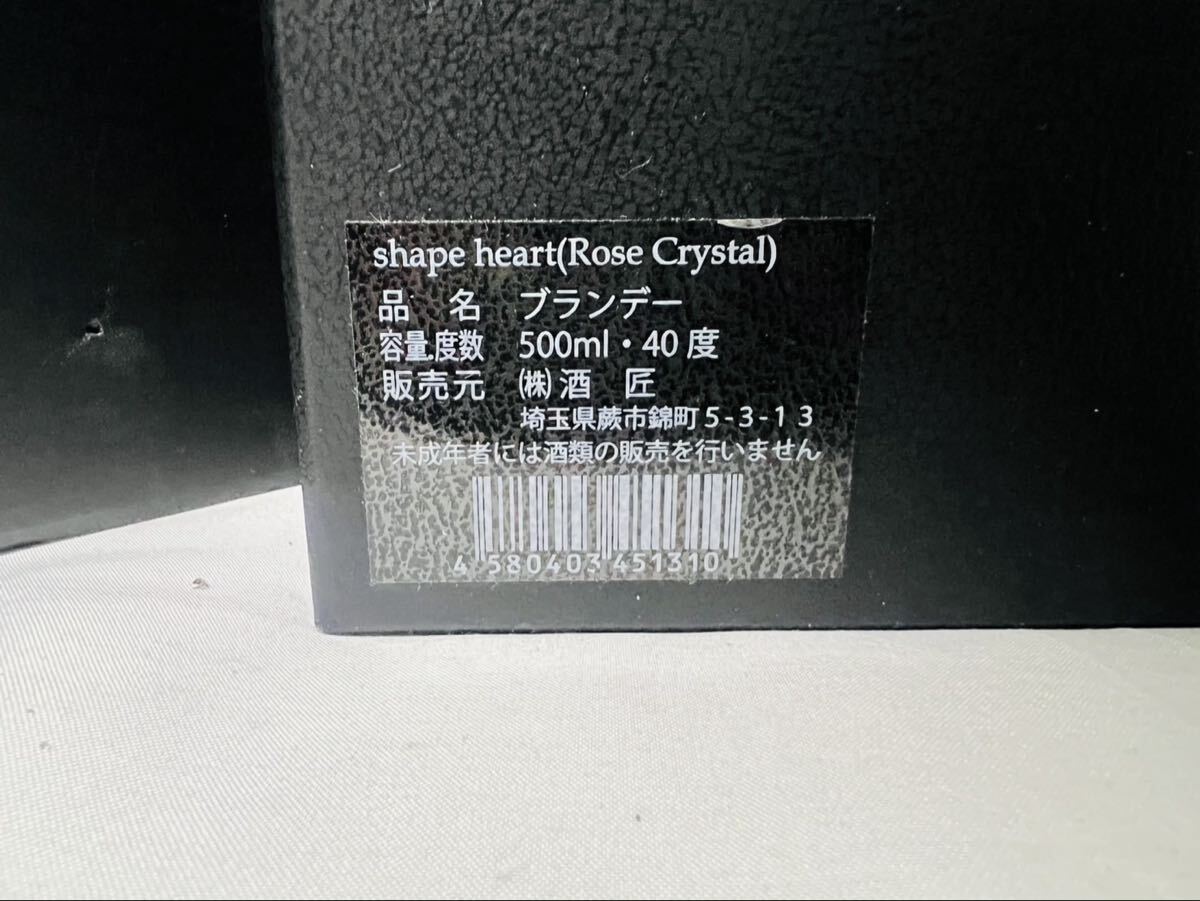 shape heart(Rose Crystal)
品 名 ブランデー
容量.度数 500ml・40度
販売元 ㈱酒 匠
埼玉県蕨市錦町5-3-13
未成年者には酒類の販売を行いません
4 580403 451310